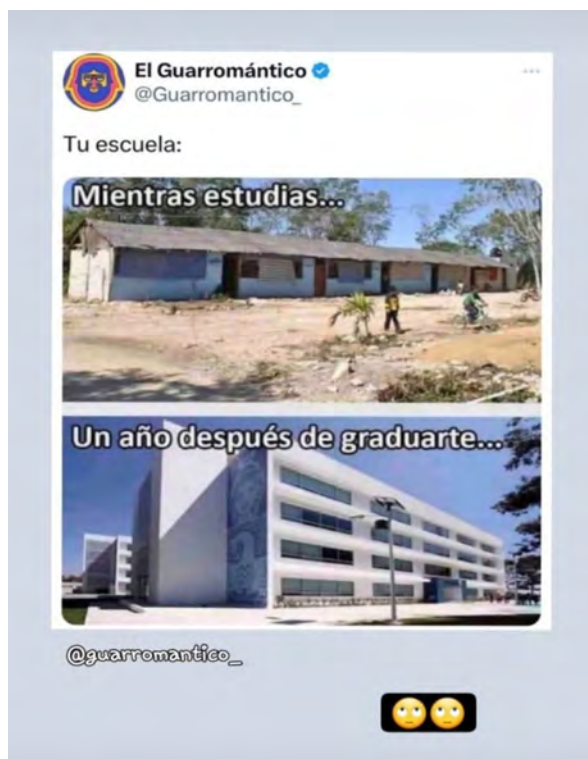 El Guarromántico
@Guarromantico_
Tu escuela:
Mientras estudias...
Un año después de graduarte...
@guarromantico_